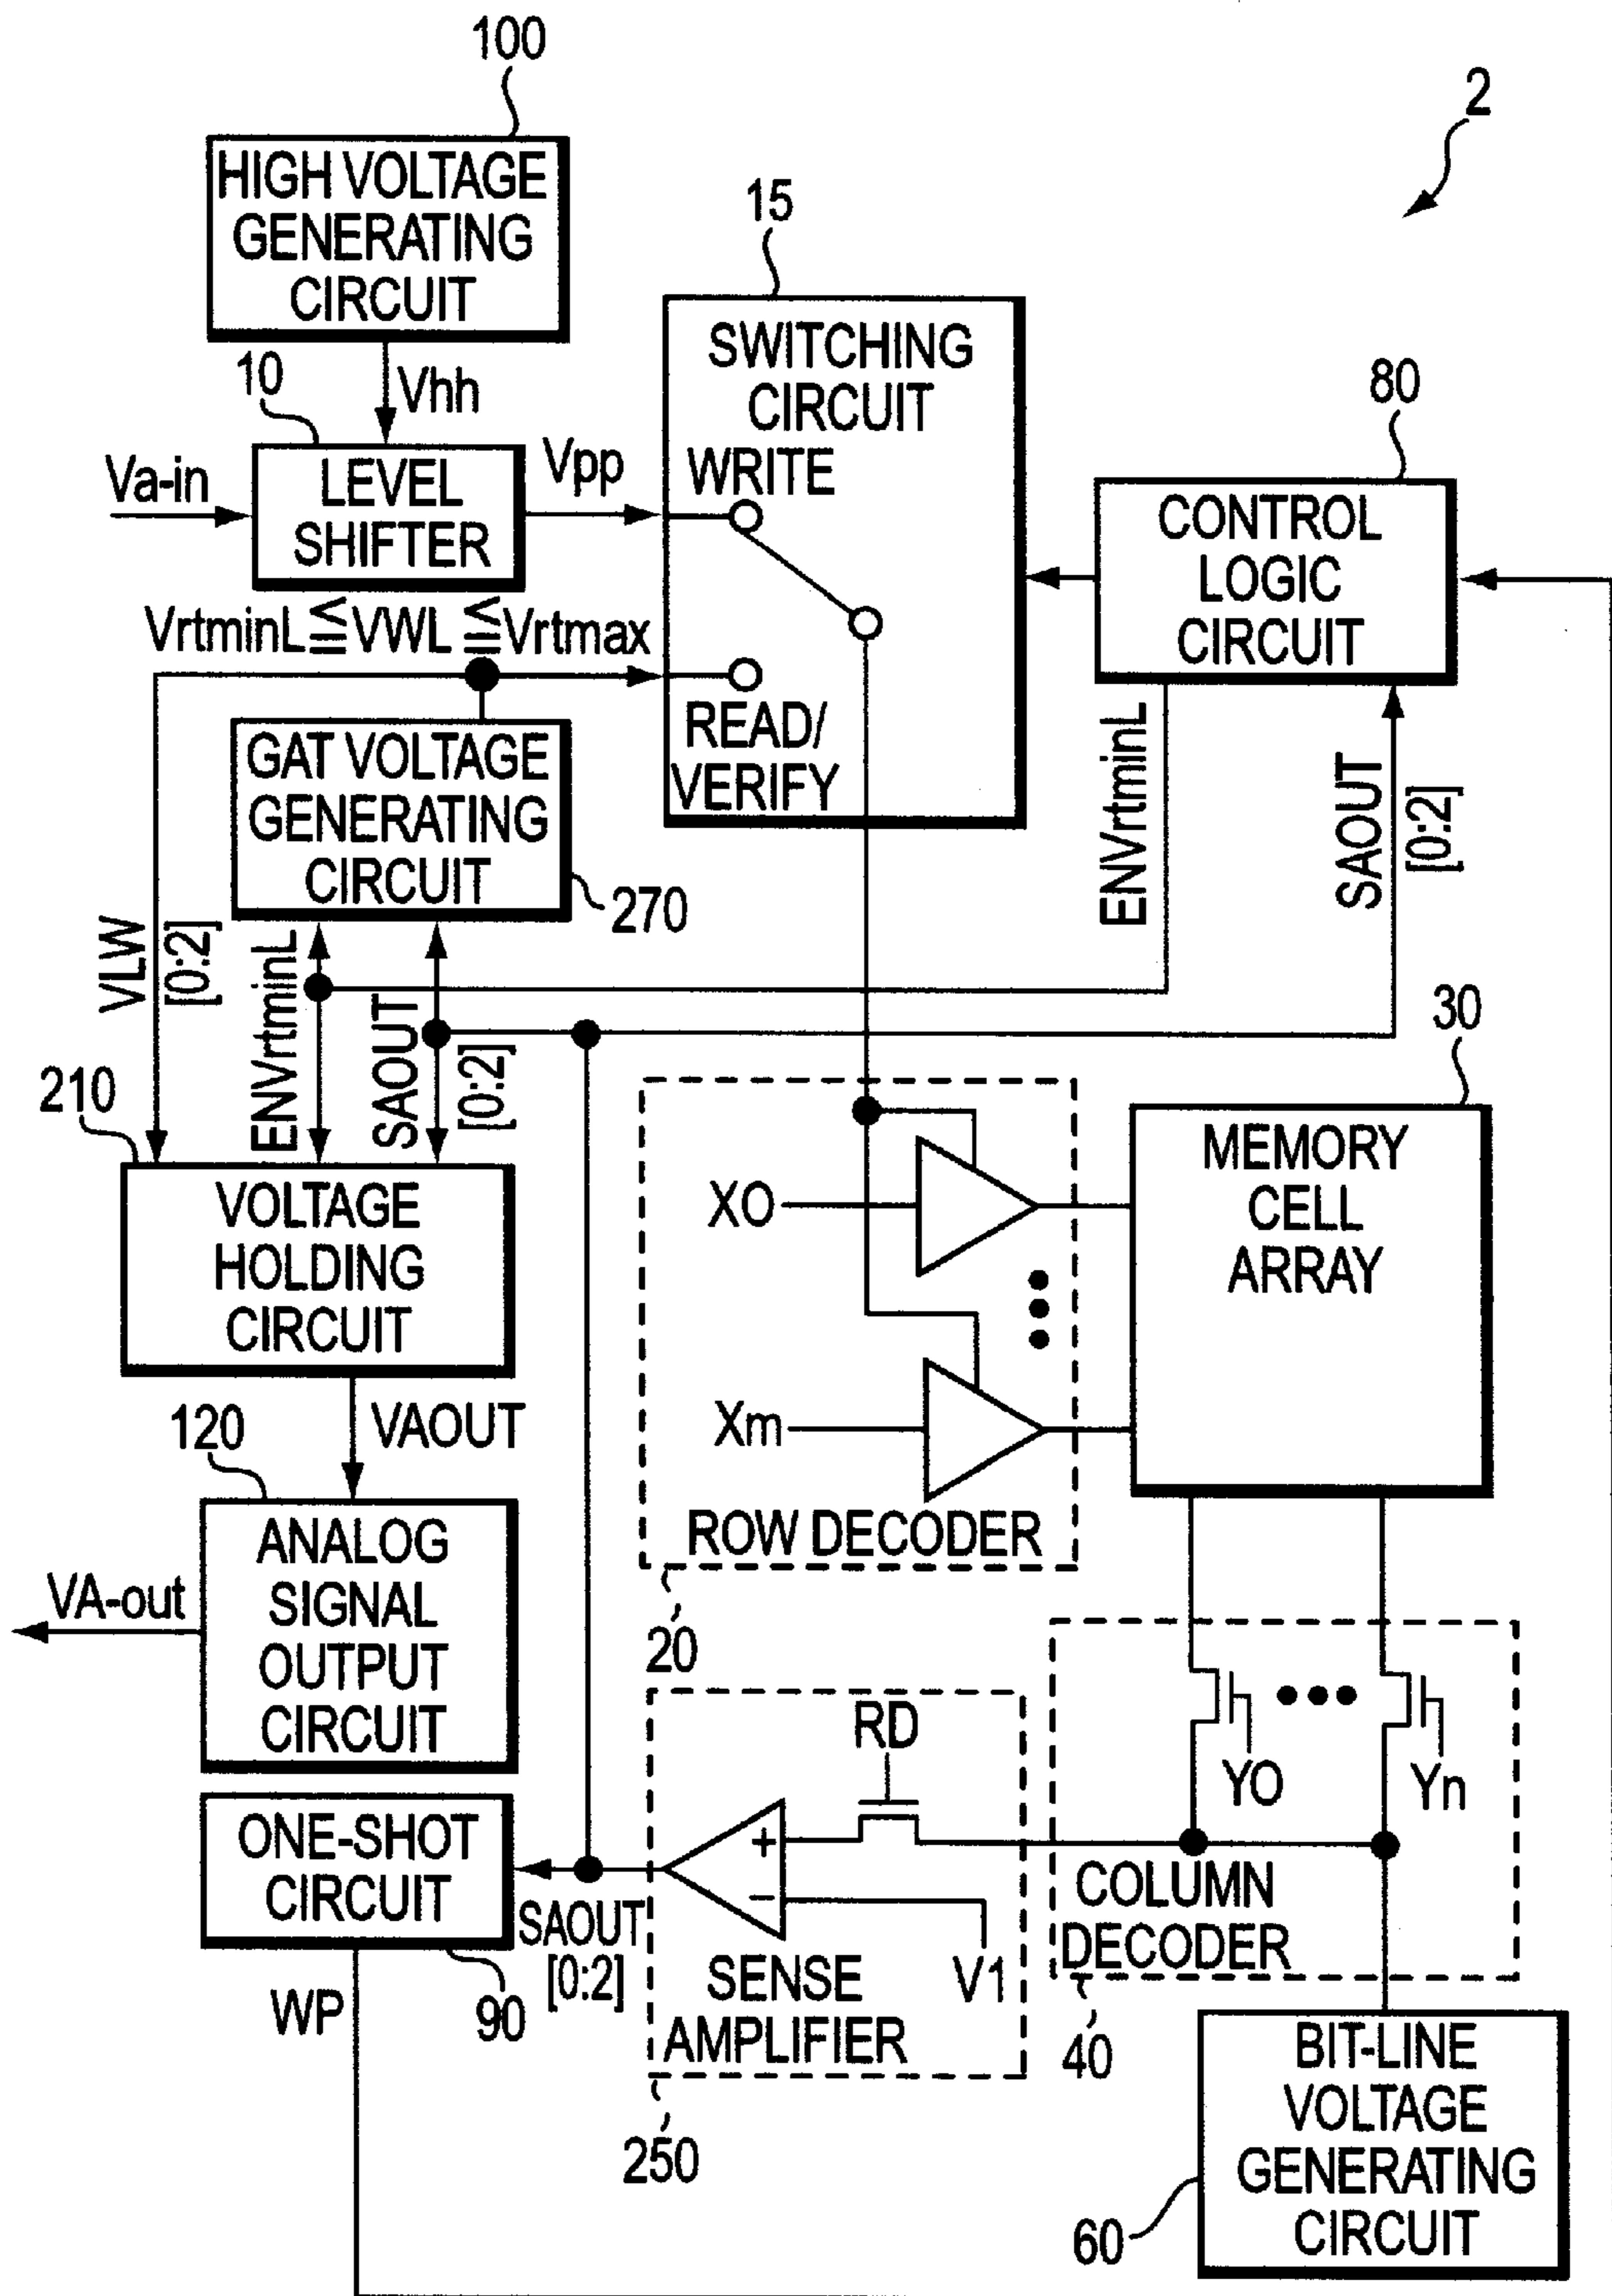 100
2
HIGH VOLTAGE
GENERATING
CIRCUIT
15
10
Vhh
SWITCHING
CIRCUIT
80
Va-in
LEVEL
SHIFTER
Vpp
WRITE
CONTROL
LOGIC
CIRCUIT
VrtminL≦VWL≦Vrtmax
READ/
VERIFY
GAT VOLTAGE
GENERATING
CIRCUIT
270
ENVrtminL
SAOUT
[0:2]
VLW
[0:2]
ENVrtminL
SAOUT
[0:2]
30
210
VOLTAGE
HOLDING
CIRCUIT
XO
MEMORY
CELL
ARRAY
Xm
VAOUT
120
ROW DECODER
ANALOG
SIGNAL
OUTPUT
CIRCUIT
VA-out
20
RD
YO
Yn
ONE-SHOT
CIRCUIT
+
−
SAOUT
[0:2]
COLUMN
DECODER
V1
SENSE
AMPLIFIER
WP
90
40
250
BIT-LINE
VOLTAGE
GENERATING
CIRCUIT
60